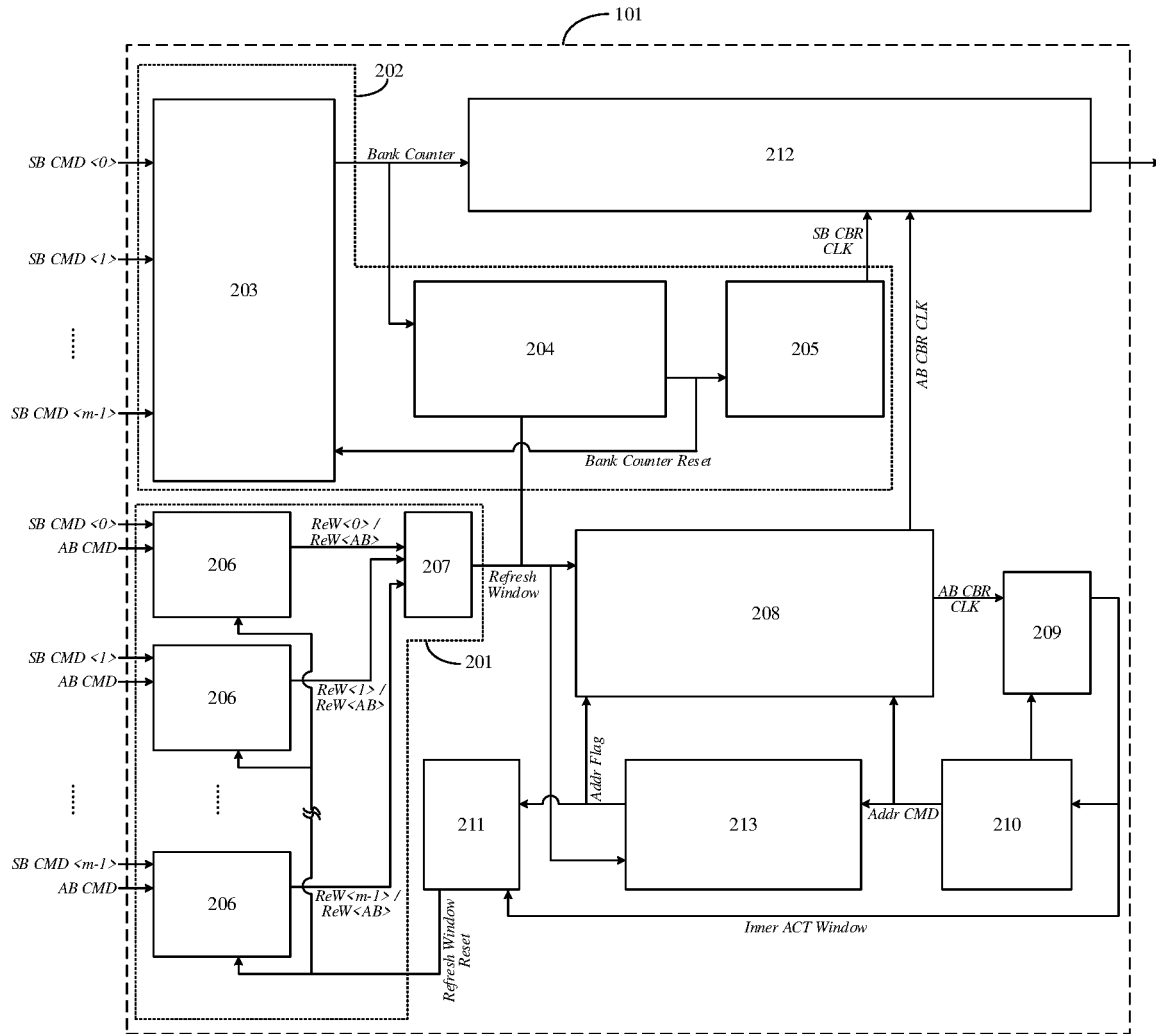 101
202
SB CMD <0>
Bank Counter
212
SB CMD <1>
SB CBR
CLK
203
204
205
AB CBR CLK
SB CMD <m-1>
Bank Counter Reset
SB CMD <0>
AB CMD
206
ReW<0> /
ReW<AB>
207
Refresh
Window
208
AB CBR
CLK
209
201
SB CMD <1>
AB CMD
206
ReW<1> /
ReW<AB>
Addr Flag
211
213
Addr CMD
210
SB CMD <m-1>
AB CMD
206
ReW<m-1> /
ReW<AB>
Refresh Window
Reset
Inner ACT Window